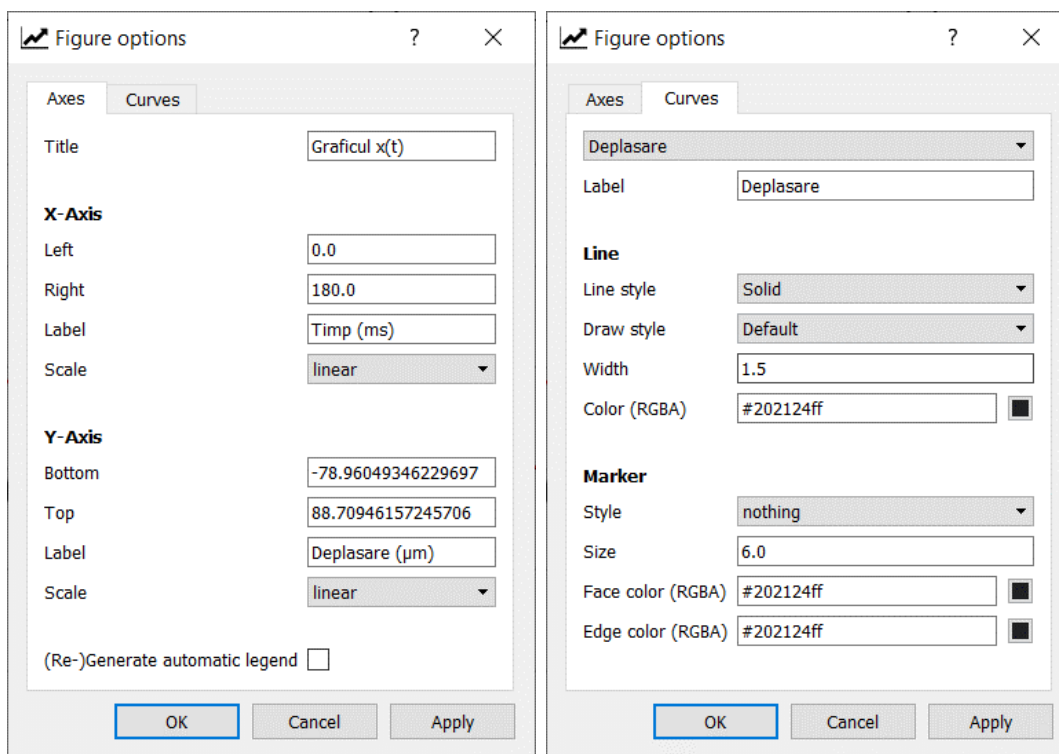 Figure options
?
Axes
Curves
Title
Graficul x(t)
X-Axis
Left
0.0
Right
180.0
Label
Timp (ms)
Scale
linear
Y-Axis
Bottom
-78.96049346229697
Top
88.70946157245706
Label
Deplasare (μm)
Scale
linear
(Re-)Generate automatic legend
OK
Cancel
Apply
Figure options
?
Axes
Curves
Deplasare
Label
Deplasare
Line
Line style
Solid
Draw style
Default
Width
1.5
Color (RGBA)
#202124ff
Marker
Style
nothing
Size
6.0
Face color (RGBA)
#202124ff
Edge color (RGBA)
#202124ff
OK
Cancel
Apply